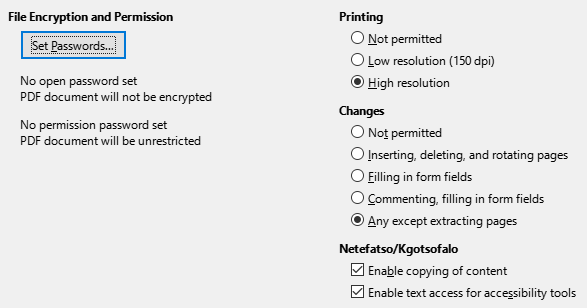 File Encryption and Permission
Set Passwords...
No open password set
PDF document will not be encrypted
No permission password set
PDF document will be unrestricted
Printing
Not permitted
Low resolution (150 dpi)
High resolution
Changes
Not permitted
Inserting, deleting, and rotating pages
Filling in form fields
Commenting, filling in form fields
Any except extracting pages
Netefatso/Kgotsofalo
Enable copying of content
Enable text access for accessibility tools